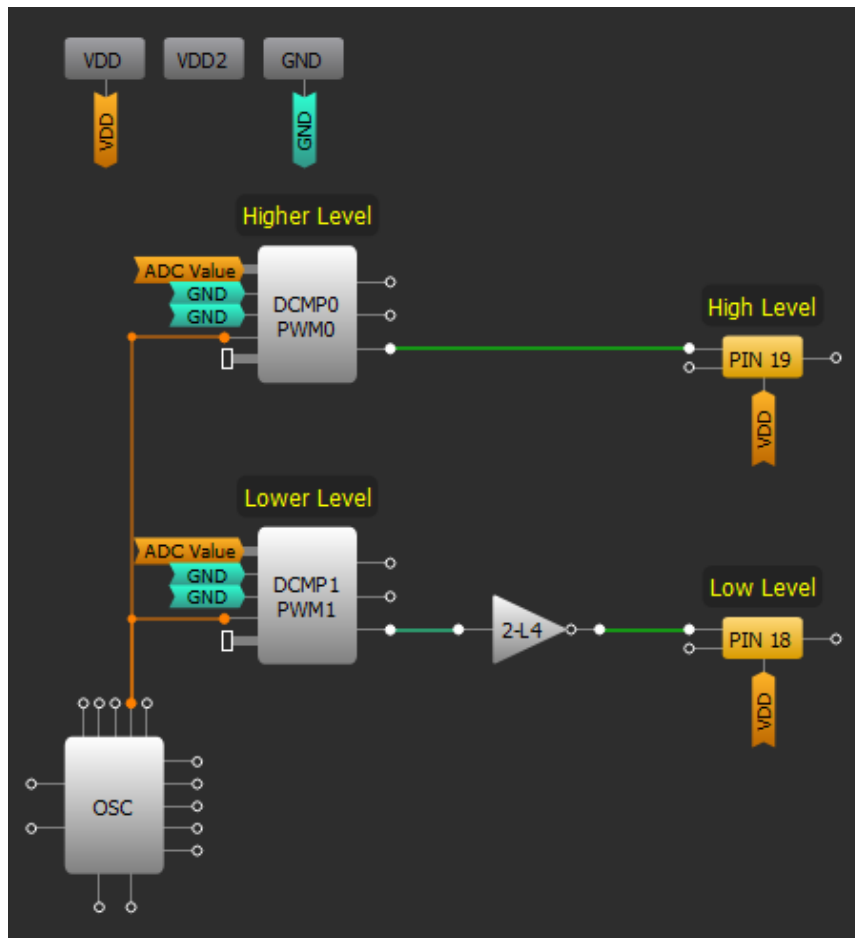 VDD
VDD2
GND
VDD
GND
Higher Level
ADC Value
GND
GND
DCMP0
PWM0
High Level
PIN 19
VDD
Lower Level
ADC Value
GND
GND
DCMP1
PWM1
2-L4
Low Level
PIN 18
VDD
OSC